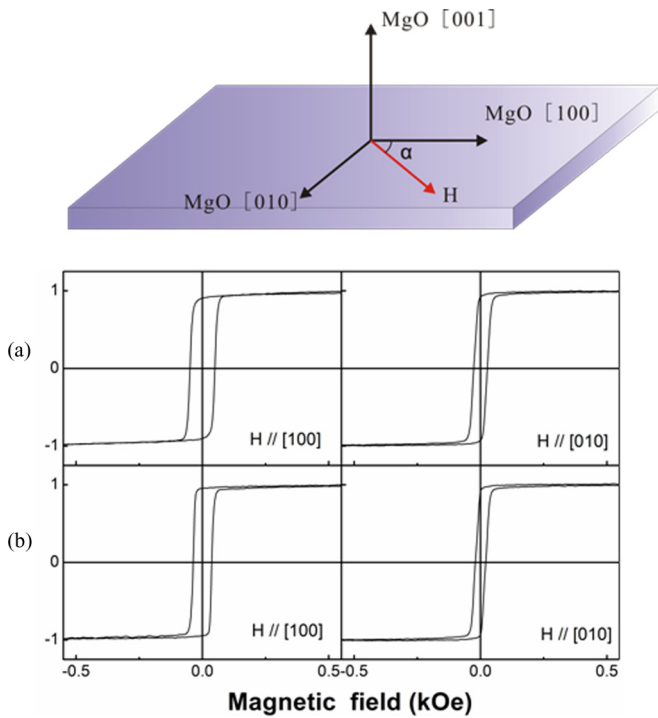 MgO [001]
MgO [100]
α
MgO [010]
H
(a)
1
0
-1
H // [100]
H // [010]
(b)
1
0
-1
H // [100]
H // [010]
-0.5
0.0
0.5
-0.5
0.0
0.5
Magnetic field (kOe)